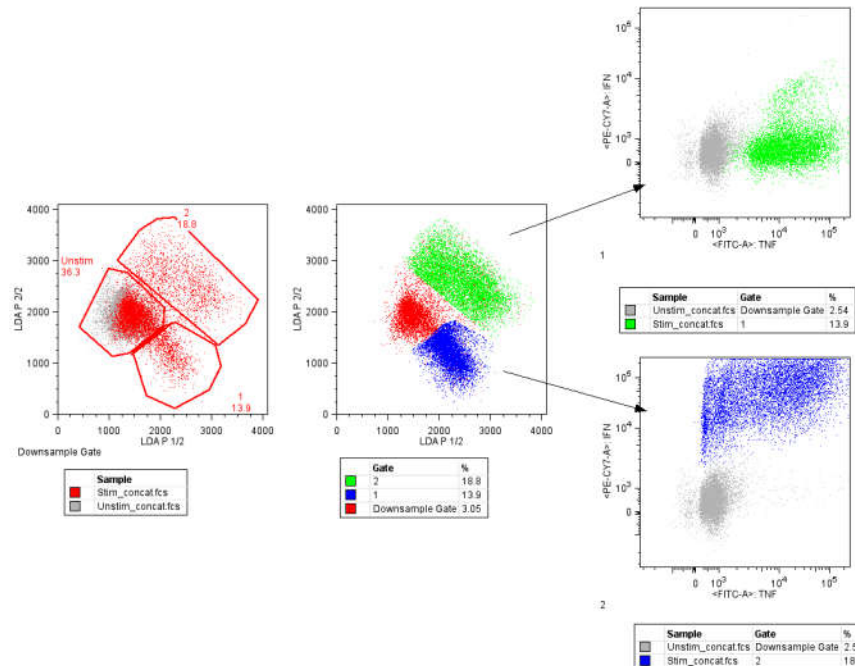 10⁵
10⁴
10³
0
<PE-CY7-A>: IFN
0 10³ 10⁴ 10⁵
<FITC-A>: TNF
1
Sample Gate %
Unstim_concat.fcs Downsample Gate 2.54
Stim_concat.fcs 1 13.9
4000
3000
2000
1000
0
LDA P 2/2
2
18.8
Unstim
36.3
1
13.9
0 1000 2000 3000 4000
LDA P 1/2
Downsample Gate
Sample
Stim_concat.fcs
Unstim_concat.fcs
4000
3000
2000
1000
0
LDA P 2/2
0 1000 2000 3000 4000
LDA P 1/2
Gate %
2 18.8
1 13.9
Downsample Gate 3.05
10⁵
10⁴
10³
0
<PE-CY7-A>: IFN
0 10³ 10⁴ 10⁵
<FITC-A>: TNF
2
Sample Gate %
Unstim_concat.fcs Downsample Gate 2.5
Stim_concat.fcs 2 18